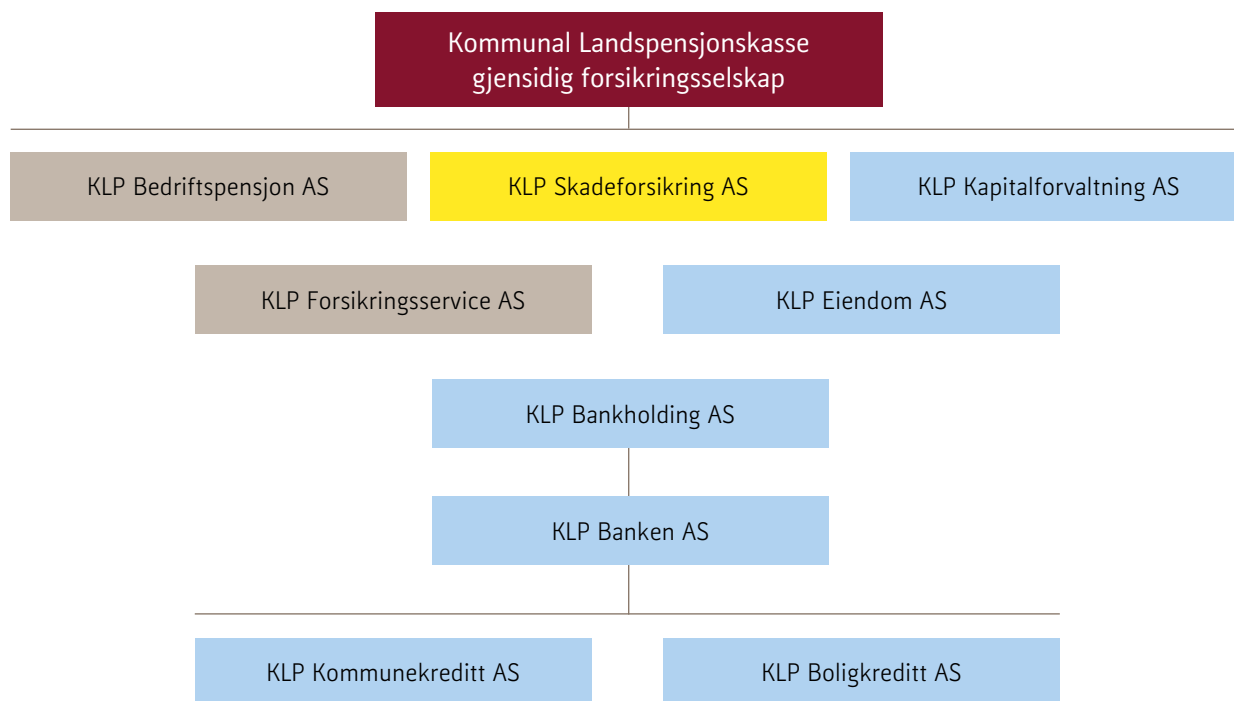 Kommunal Landspensjonskasse
gjensidig forsikringsselskap
KLP Bedriftspensjon AS
KLP Skadeforsikring AS
KLP Kapitalforvaltning AS
KLP Forsikringsservice AS
KLP Eiendom AS
KLP Bankholding AS
KLP Banken AS
KLP Kommunekreditt AS
KLP Boligkreditt AS